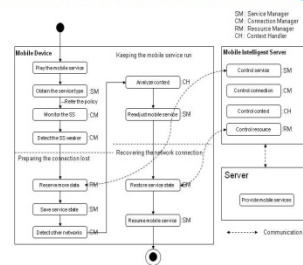 SM : Service Manager
CM : Connection Manager
RM : Resource Manager
CH : Context Handler
Mobile Device
Keeping the mobile service run
Mobile Intelligent Server
Play the mobile service
Obtain the service type
SM
Refer the policy
Monitor the SS
CM
Detect the SS weaker
CM
Analyze context
CH
Readjust mobile service
SM
Control service
SM
Control connection
CM
Control context
CH
Control resource
RM
Preparing the connection lost
Recovering the network connection
Reserve more data
RM
Save service state
SM
Detect other networks
CM
Restore service state
CM
Resume mobile service
SM
Server
Provide mobile services
Communication